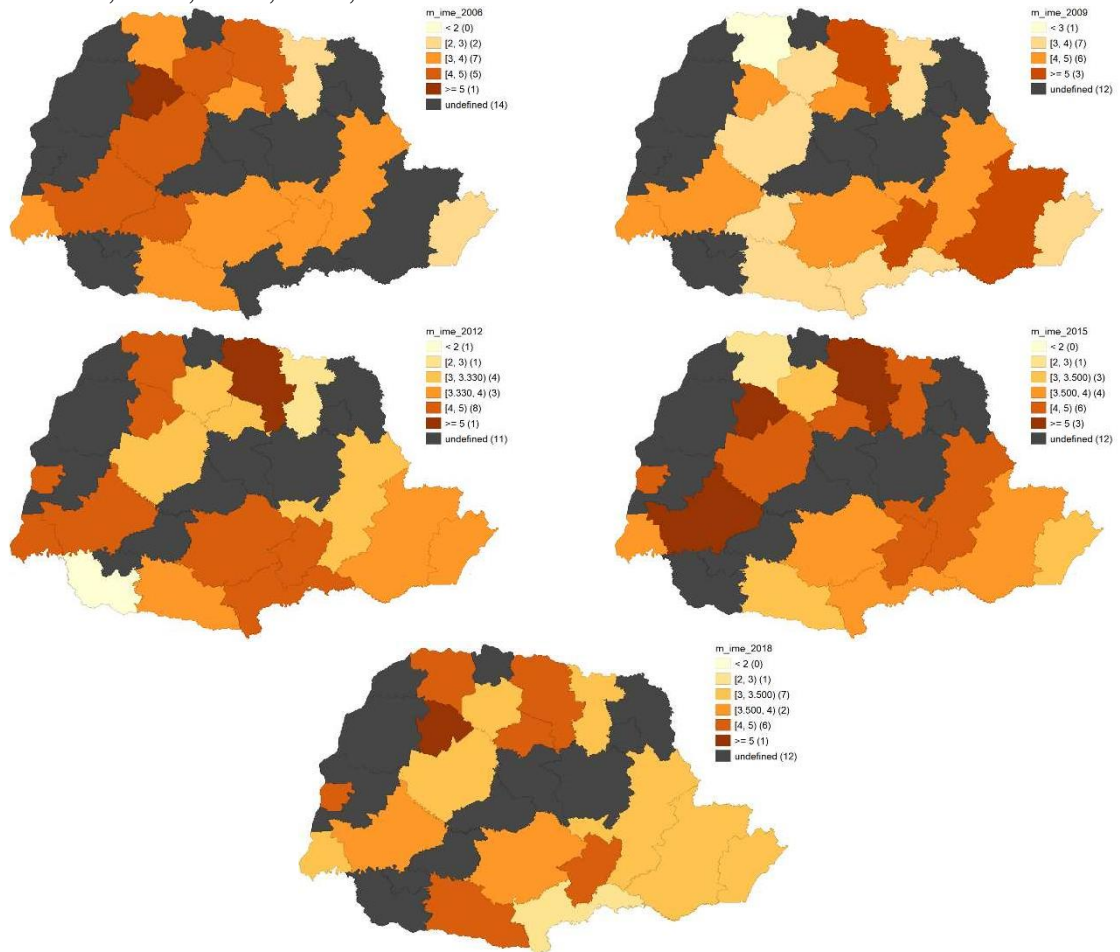 m_ime_2006
< 2 (0)
[2, 3) (2)
[3, 4) (7)
[4, 5) (5)
>= 5 (1)
undefined (14)
m_ime_2009
< 3 (1)
[3, 4) (7)
[4, 5) (6)
>= 5 (3)
undefined (12)
m_ime_2012
< 2 (1)
[2, 3) (1)
[3, 3.330) (4)
[3.330, 4) (3)
[4, 5) (8)
>= 5 (1)
undefined (11)
m_ime_2015
< 2 (0)
[2, 3) (1)
[3, 3.500) (3)
[3.500, 4) (4)
[4, 5) (6)
>= 5 (3)
undefined (12)
m_ime_2018
< 2 (0)
[2, 3) (1)
[3, 3.500) (7)
[3.500, 4) (2)
[4, 5) (6)
>= 5 (1)
undefined (12)